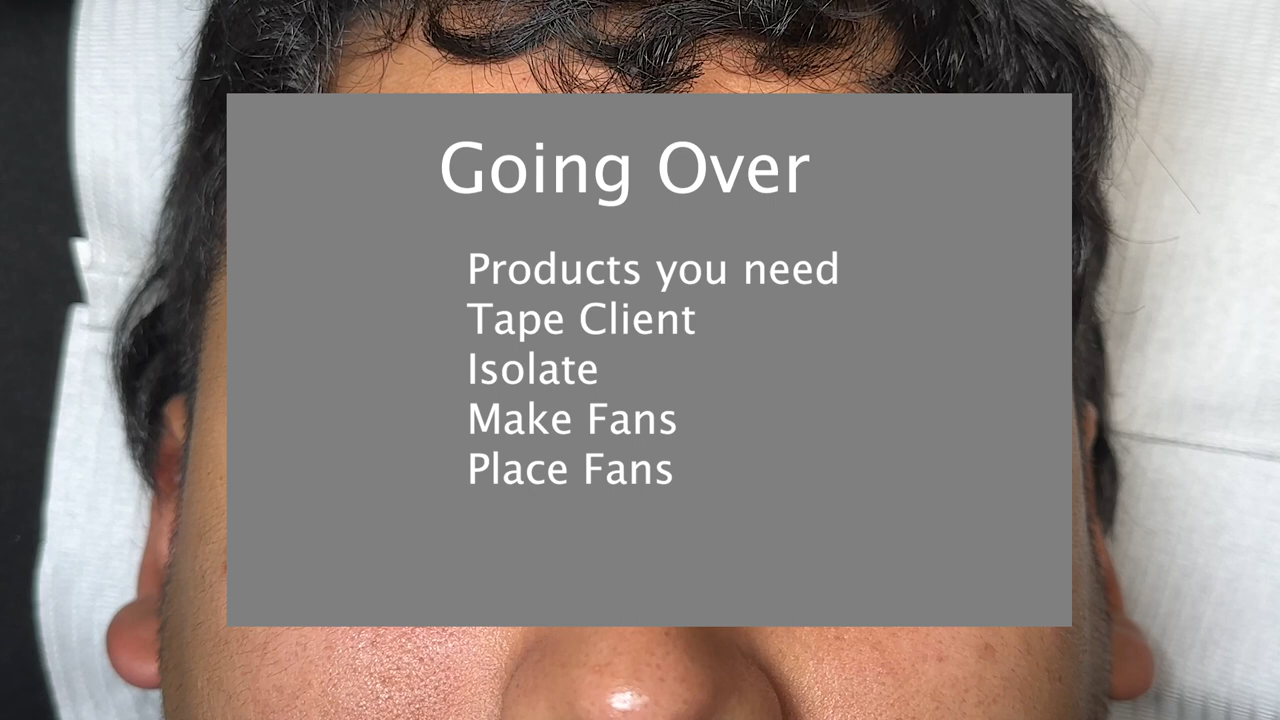 Going Over
Products you need
Tape Client
Isolate
Make Fans
Place Fans